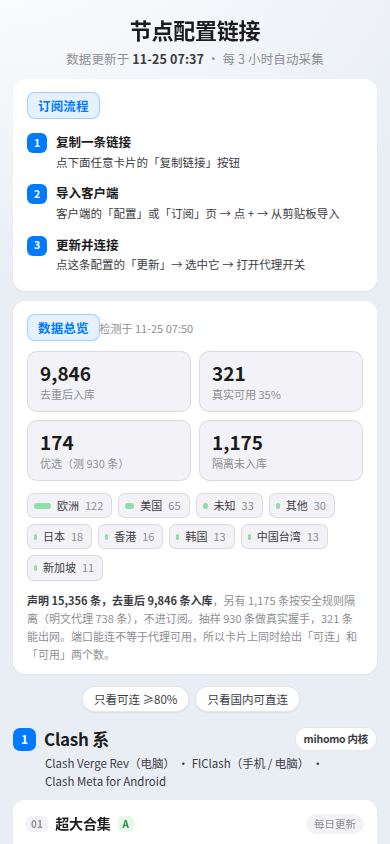 节点配置链接
数据更新于 11-25 07:37 · 每 3 小时自动采集
订阅流程
1 复制一条链接
点下面任意卡片的「复制链接」按钮
2 导入客户端
客户端的「配置」或「订阅」页 → 点 + → 从剪贴板导入
3 更新并连接
点这条配置的「更新」→ 选中它 → 打开代理开关
数据总览 检测于 11-25 07:50
9,846 321
去重后入库 真实可用 35%
174 1,175
优选（测 930 条） 隔离未入库
欧洲 122 美国 65 未知 33 其他 30
日本 18 香港 16 韩国 13 中国台湾 13
新加坡 11
声明 15,356 条，去重后 9,846 条入库，另有 1,175 条按安全规则隔
离（明文代理 738 条），不进订阅。抽样 930 条做真实握手，321 条
能出网。端口能连不等于代理可用，所以卡片上同时给出「可连」和
「可用」两个数。
只看可连 ≥80% 只看国内可直连
1 Clash 系 mihomo 内核
Clash Verge Rev（电脑） · FlClash（手机 / 电脑） ·
Clash Meta for Android
01 超大合集 A 每日更新